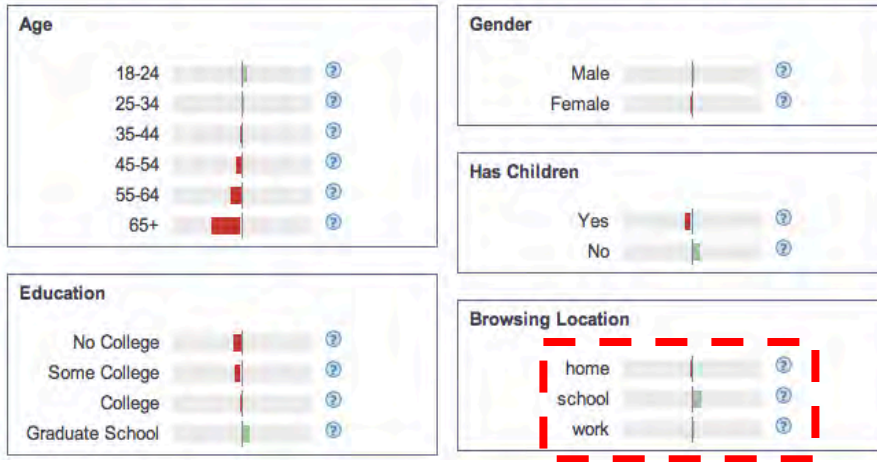 Age
18-24 ?
25-34 ?
35-44 ?
45-54 ?
55-64 ?
65+ ?
Education
No College ?
Some College ?
College ?
Graduate School ?
Gender
Male ?
Female ?
Has Children
Yes ?
No ?
Browsing Location
home ?
school ?
work ?